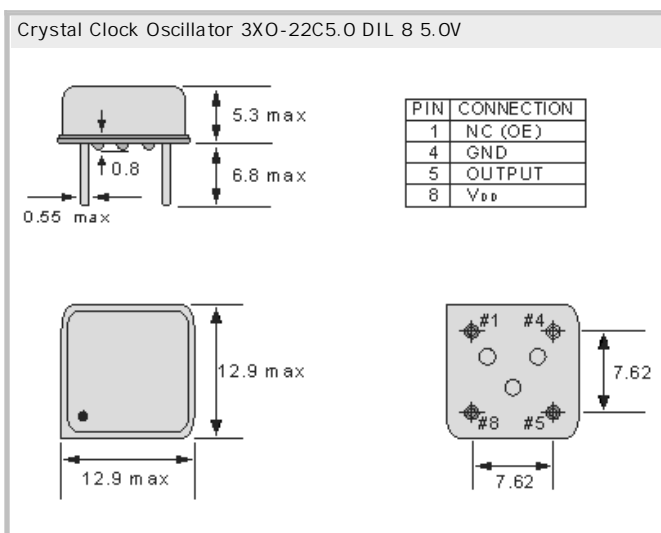 Crystal Clock Oscillator 3XO-22C5.0 DIL 8 5.0V
5.3 max
0.8
6.8 max
0.55 max
PIN CONNECTION
1 NC (OE)
4 GND
5 OUTPUT
8 VDD
12.9 max
12.9 max
#1 #4
#8 #5
7.62
7.62